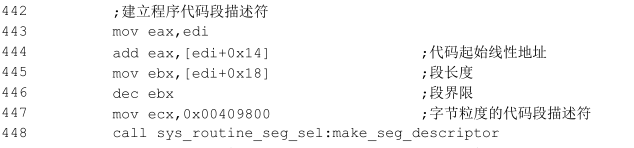 442 ;建立程序代码段描述符
443 mov eax,edi
444 add eax,[edi+0x14] ;代码起始线性地址
445 mov ebx,[edi+0x18] ;段长度
446 dec ebx ;段界限
447 mov ecx,0x00409800 ;字节粒度的代码段描述符
448 call sys_routine_seg_sel:make_seg_descriptor